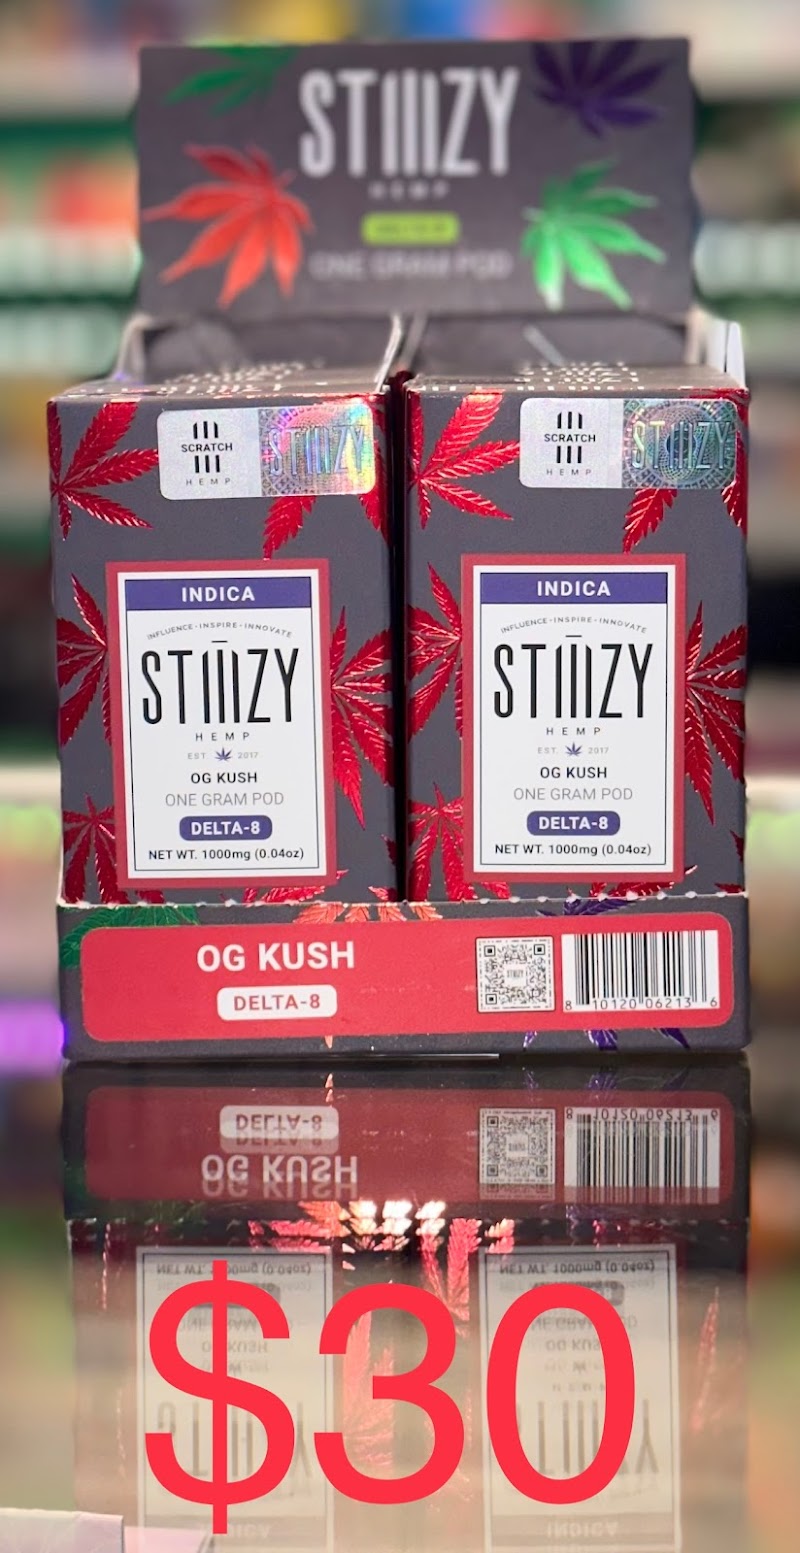 STIIIZY
HEMP
ONE GRAM POD
SCRATCH
HEMP
STIIIZY
SCRATCH
HEMP
STIIIZY
INDICA
INFLUENCE • INSPIRE • INNOVATE
STIIIZY
HEMP
EST. 2017
OG KUSH
ONE GRAM POD
DELTA-8
NET WT. 1000mg (0.04oz)
INDICA
INFLUENCE • INSPIRE • INNOVATE
STIIIZY
HEMP
EST. 2017
OG KUSH
ONE GRAM POD
DELTA-8
NET WT. 1000mg (0.04oz)
OG KUSH
DELTA-8
STIIIZY
8 10120 06213 6
$30